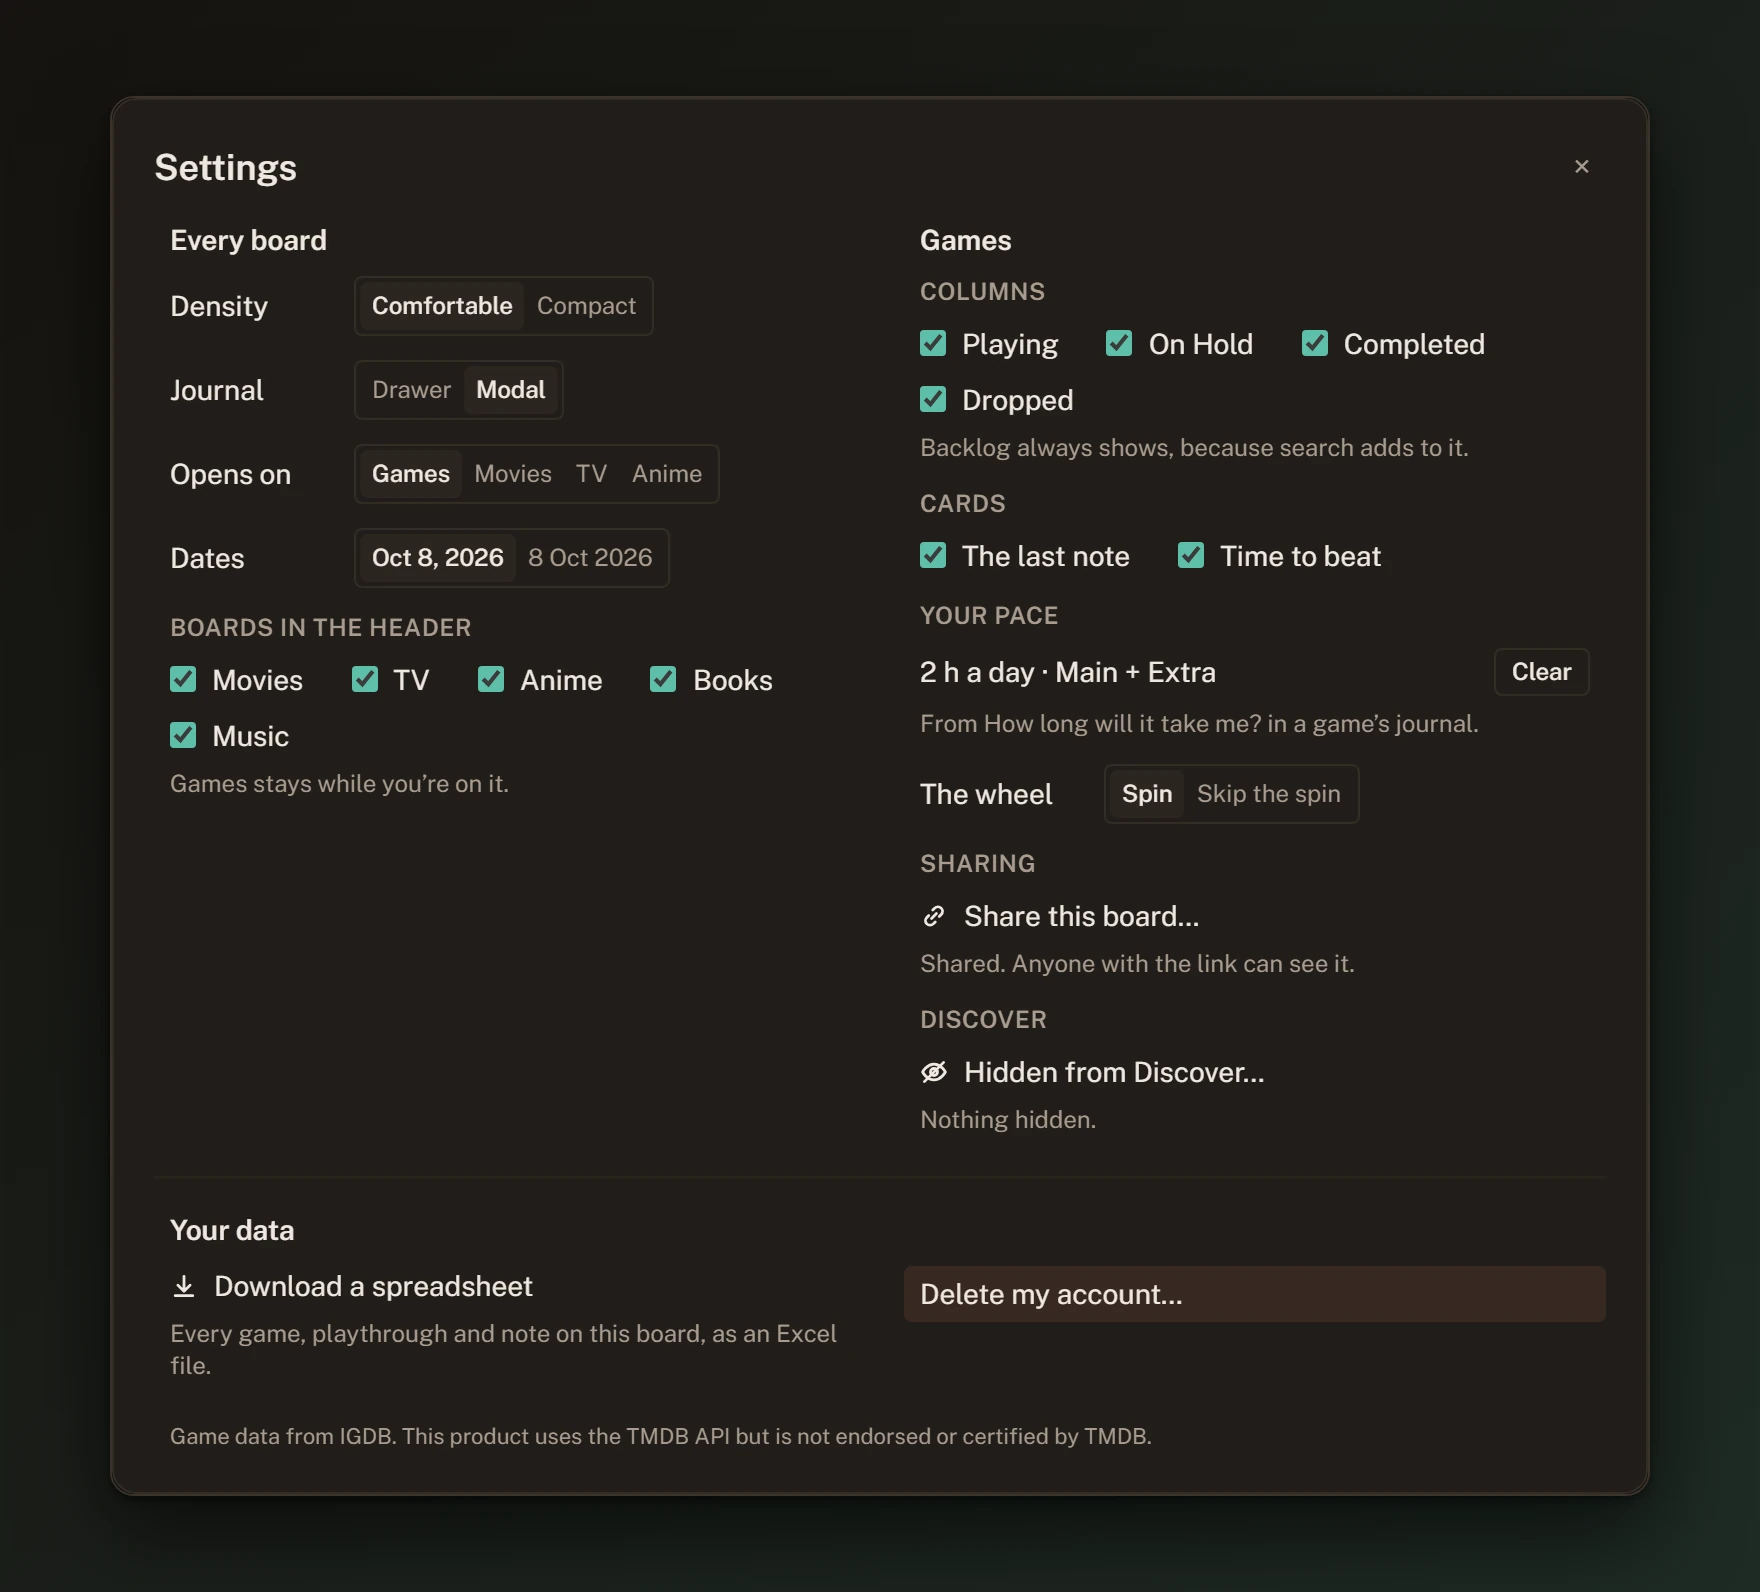 Settings
×
Every board
Density
Comfortable Compact
Journal
Drawer Modal
Opens on
Games Movies TV Anime
Dates
Oct 8, 2026 8 Oct 2026
BOARDS IN THE HEADER
Movies TV Anime Books
Music
Games stays while you’re on it.
Games
COLUMNS
Playing On Hold Completed
Dropped
Backlog always shows, because search adds to it.
CARDS
The last note Time to beat
YOUR PACE
2 h a day · Main + Extra Clear
From How long will it take me? in a game’s journal.
The wheel Spin Skip the spin
SHARING
Share this board...
Shared. Anyone with the link can see it.
DISCOVER
Hidden from Discover...
Nothing hidden.
Your data
Download a spreadsheet
Every game, playthrough and note on this board, as an Excel
file.
Delete my account...
Game data from IGDB. This product uses the TMDB API but is not endorsed or certified by TMDB.